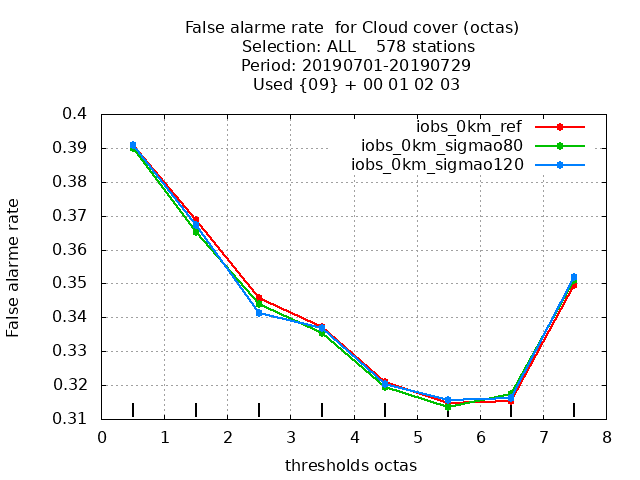 False alarme rate  for Cloud cover (octas)
Selection: ALL    578 stations
Period: 20190701-20190729
Used {09} + 00 01 02 03
iobs_0km_ref
iobs_0km_sigmao80
iobs_0km_sigmao120
False alarme rate
0.4
0.39
0.38
0.37
0.36
0.35
0.34
0.33
0.32
0.31
0 1 2 3 4 5 6 7 8
thresholds octas